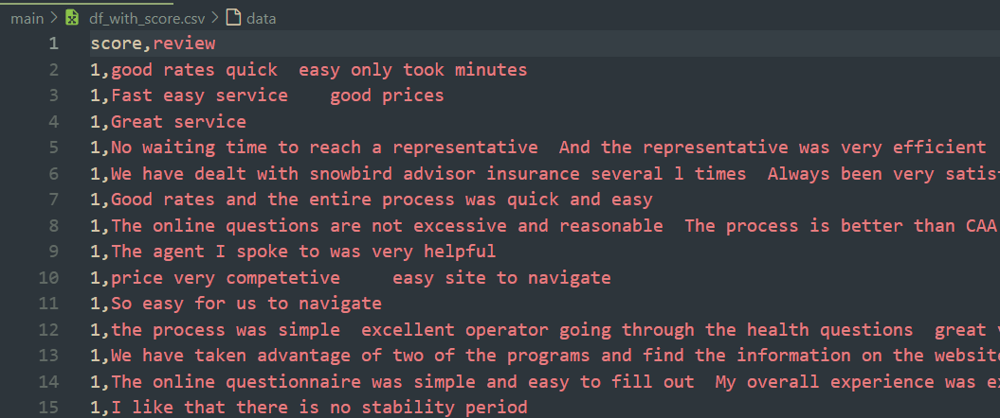 main > df_with_score.csv > data
1 score,review
2 1,good rates quick  easy only took minutes
3 1,Fast easy service    good prices
4 1,Great service
5 1,No waiting time to reach a representative  And the representative was very efficient
6 1,We have dealt with snowbird advisor insurance several l times  Always been very satis
7 1,Good rates and the entire process was quick and easy
8 1,The online questions are not excessive and reasonable  The process is better than CAA
9 1,The agent I spoke to was very helpful
10 1,price very competetive     easy site to navigate
11 1,So easy for us to navigate
12 1,the process was simple  excellent operator going through the health questions  great
13 1,We have taken advantage of two of the programs and find the information on the website
14 1,The online questionnaire was simple and easy to fill out  My overall experience was
15 1,I like that there is no stability period